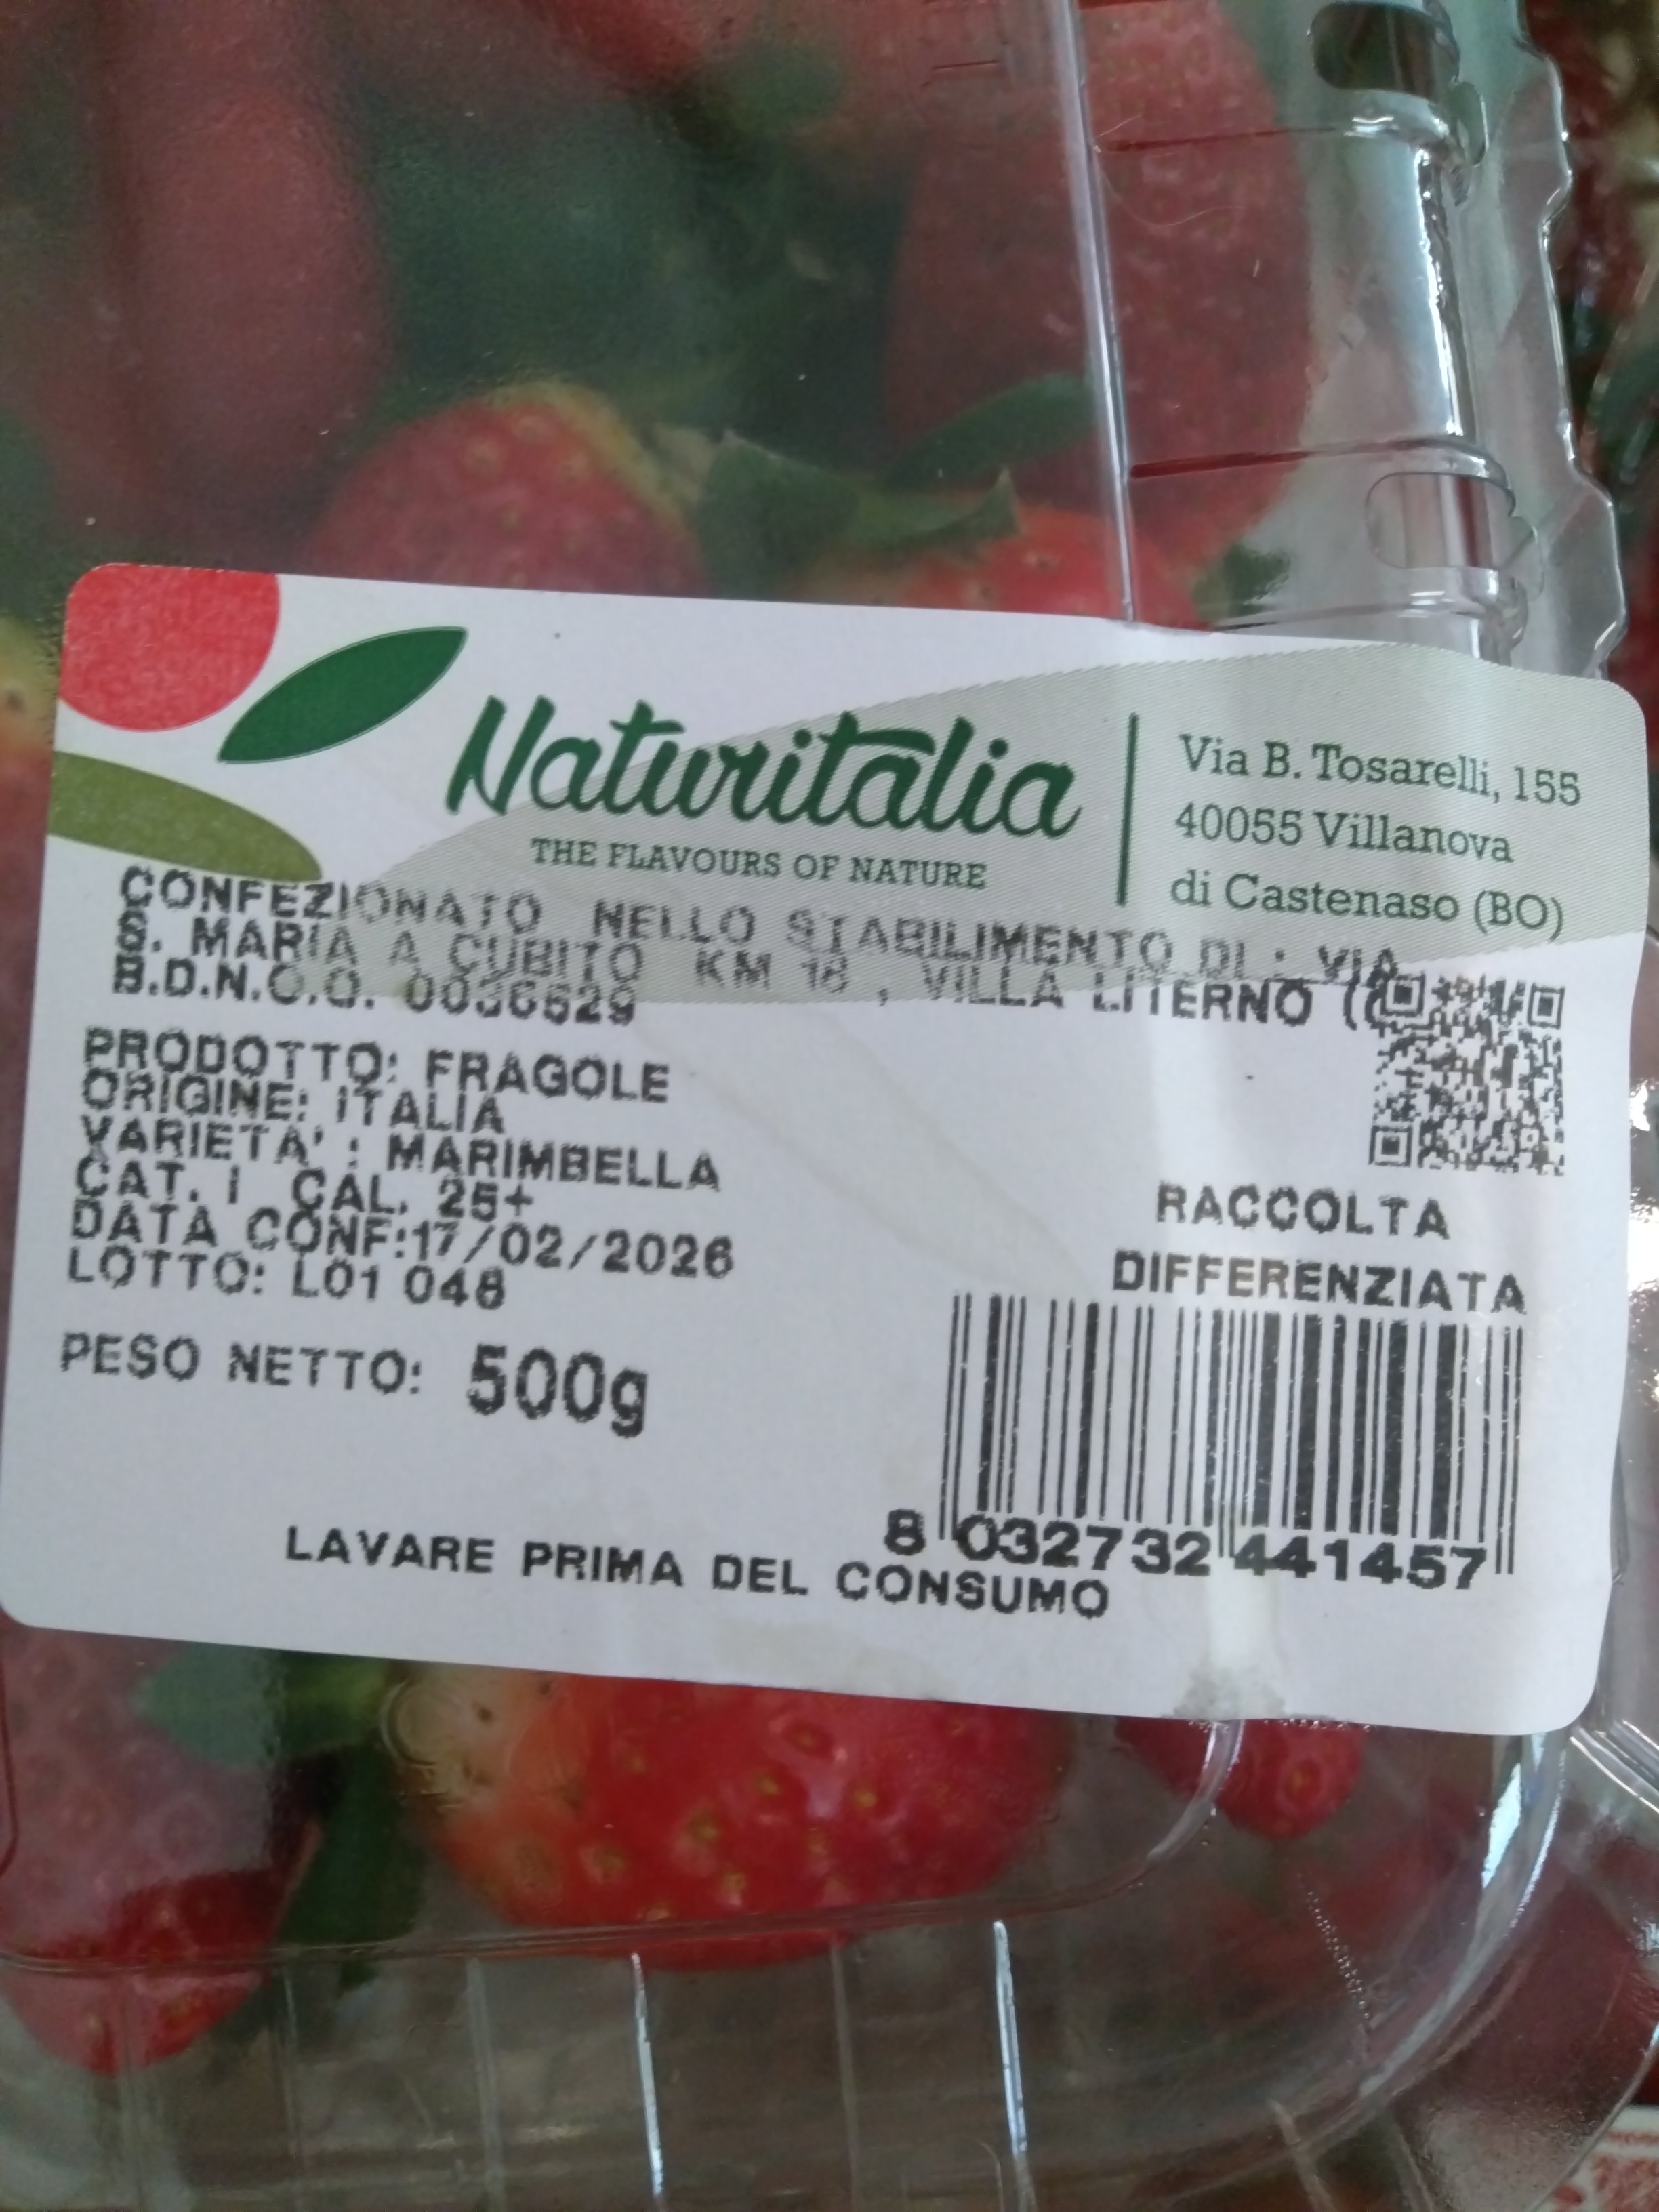 Naturitalia
THE FLAVOURS OF NATURE
Via B. Tosarelli, 155
40055 Villanova
di Castenaso (BO)
CONFEZIONATO NELLO STABILIMENTO DI : VIA
S. MARIA A CUBITO KM 18 , VILLA LITERNO (
B.D.N.O.O. 0036629
PRODOTTO: FRAGOLE
ORIGINE: ITALIA
VARIETA' : MARIMBELLA
CAT. I CAL. 25+
DATA CONF:17/02/2026
LOTTO: L01 048
PESO NETTO: 500g
RACCOLTA
DIFFERENZIATA
8 032732 441457
LAVARE PRIMA DEL CONSUMO